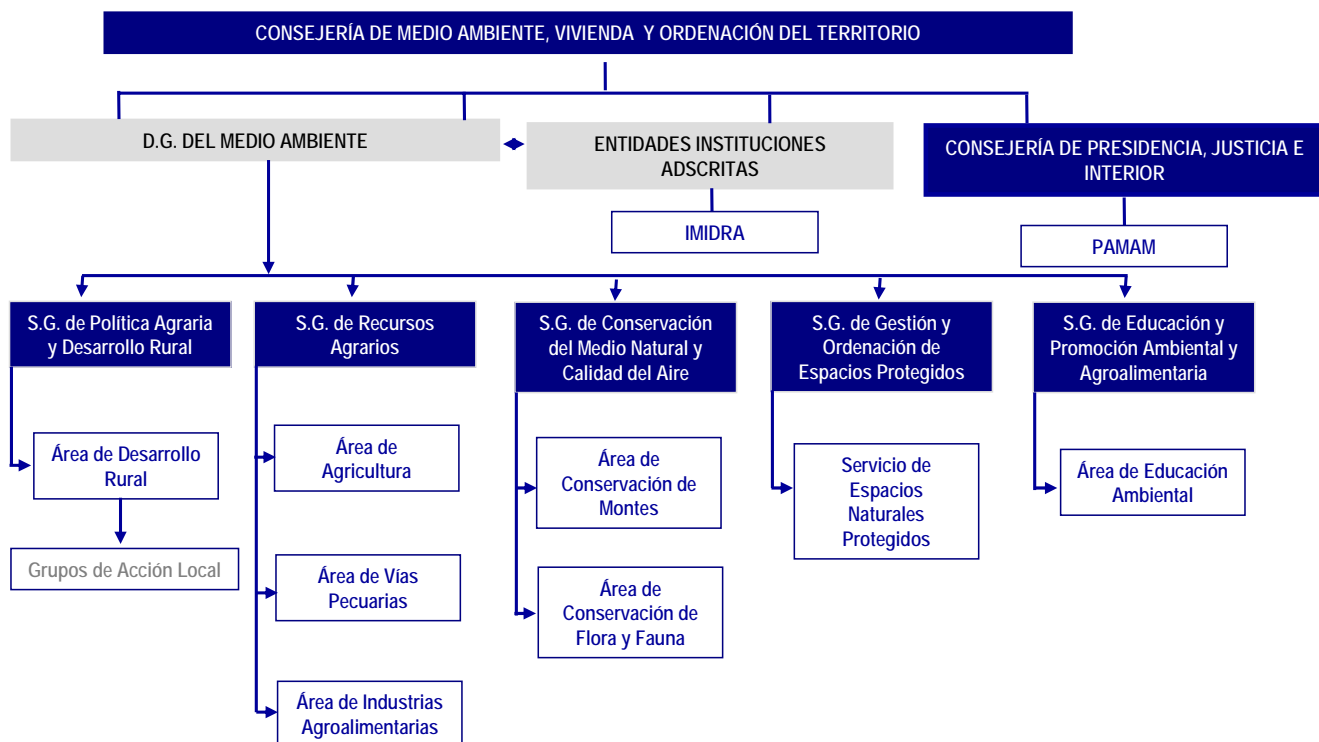 CONSEJERÍA DE MEDIO AMBIENTE, VIVIENDA Y ORDENACIÓN DEL TERRITORIO
D.G. DEL MEDIO AMBIENTE
ENTIDADES INSTITUCIONES
ADSCRITAS
CONSEJERÍA DE PRESIDENCIA, JUSTICIA E
INTERIOR
IMIDRA
PAMAM
S.G. de Política Agraria
y Desarrollo Rural
S.G. de Recursos
Agrarios
S.G. de Conservación
del Medio Natural y
Calidad del Aire
S.G. de Gestión y
Ordenación de
Espacios Protegidos
S.G. de Educación y
Promoción Ambiental y
Agroalimentaria
Área de Desarrollo
Rural
Grupos de Acción Local
Área de
Agricultura
Área de Vías
Pecuarias
Área de Industrias
Agroalimentarias
Área de
Conservación de
Montes
Área de
Conservación de
Flora y Fauna
Servicio de
Espacios
Naturales
Protegidos
Área de Educación
Ambiental